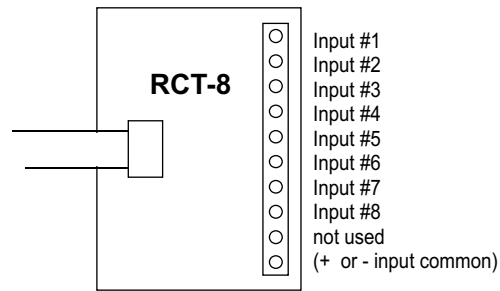 RCT-8
Input #1
Input #2
Input #3
Input #4
Input #5
Input #6
Input #7
Input #8
not used
(+ or - input common)